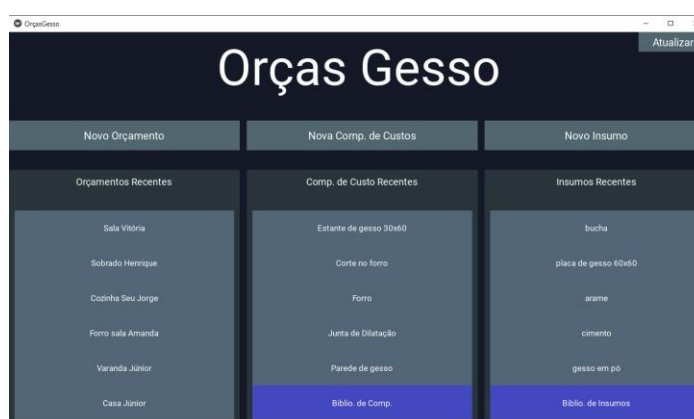 OrçasGesso
Atualizar
Orças Gesso
Novo Orçamento
Nova Comp. de Custos
Novo Insumo
Orçamentos Recentes
Sala Vitória
Sobrado Henrique
Cozinha Seu Jorge
Forro sala Amanda
Varanda Júnior
Casa Júnior
Comp. de Custo Recentes
Estante de gesso 30x60
Corte no forro
Forro
Junta de Dilatação
Parede de gesso
Biblio. de Comp.
Insumos Recentes
bucha
placa de gesso 60x60
arame
cimento
gesso em pó
Biblio. de Insumos